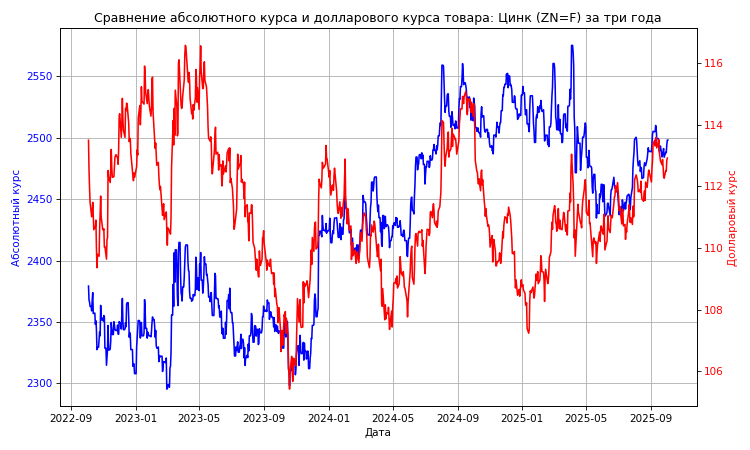 Сравнение абсолютного курса и долларового курса товара: Цинк (ZN=F) за три года
Абсолютный курс
2550
2500
2450
2400
2350
2300
116
114
112
110
108
106
Долларовый курс
2022-09 2023-01 2023-05 2023-09 2024-01 2024-05 2024-09 2025-01 2025-05 2025-09
Дата